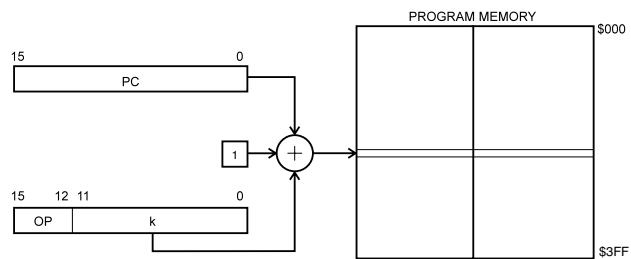 PROGRAM MEMORY
$000
15 0
PC
1
+
15 12 11 0
OP k
$3FF